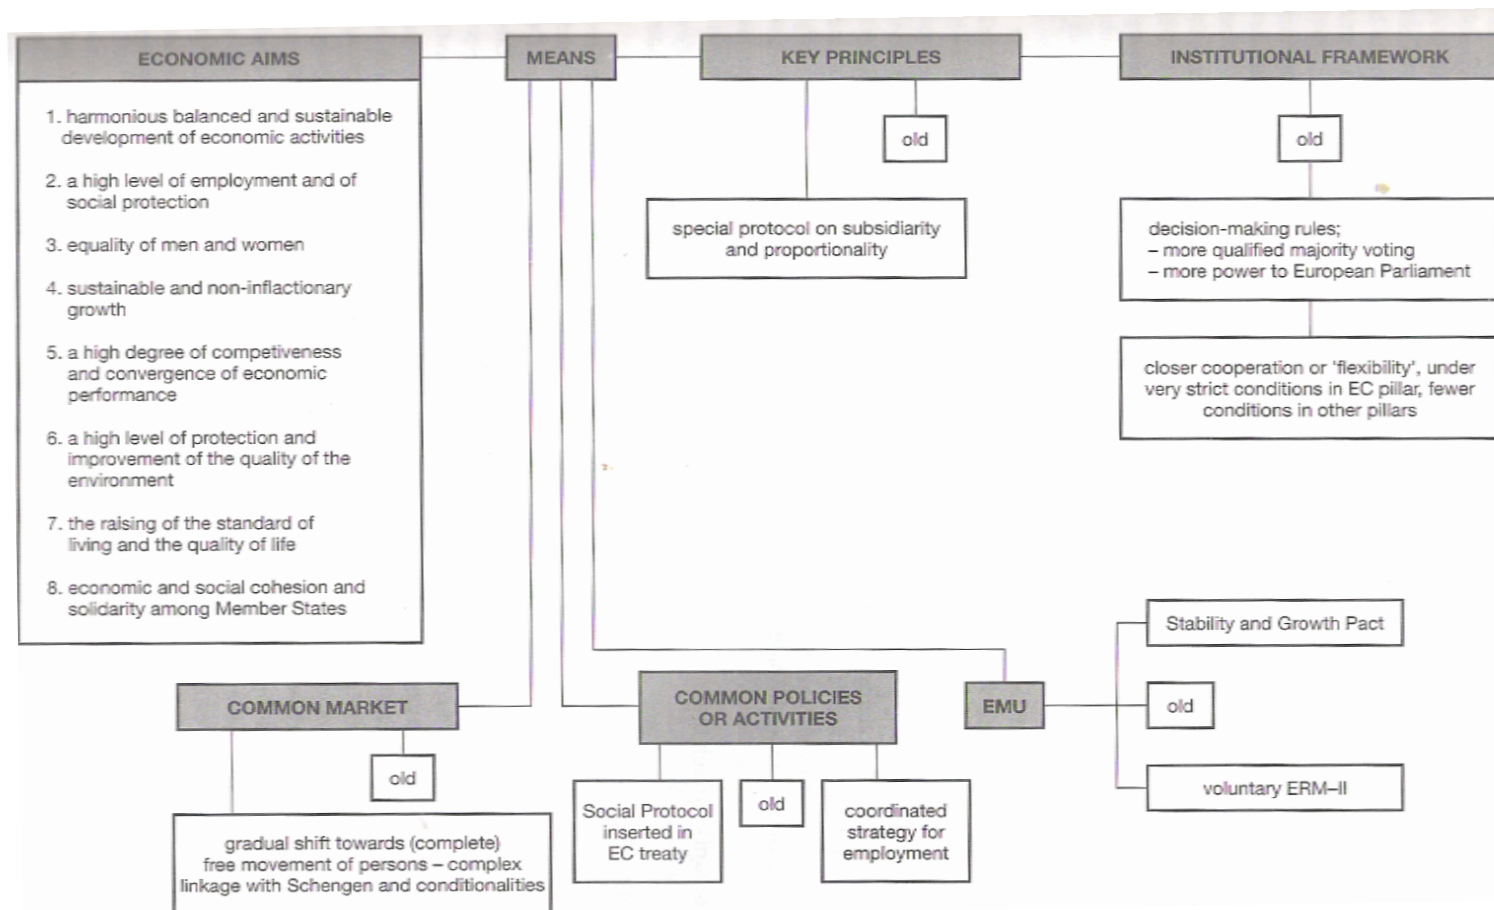 ECONOMIC AIMS
1. harmonious balanced and sustainable
development of economic activities
2. a high level of employment and of
social protection
3. equality of men and women
4. sustainable and non-inflactionary
growth
5. a high degree of competiveness
and convergence of economic
performance
6. a high level of protection and
improvement of the quality of the
environment
7. the raising of the standard of
living and the quality of life
8. economic and social cohesion and
solidarity among Member States
MEANS
KEY PRINCIPLES
old
special protocol on subsidiarity
and proportionality
INSTITUTIONAL FRAMEWORK
old
decision-making rules;
– more qualified majority voting
– more power to European Parliament
closer cooperation or 'flexibility', under
very strict conditions in EC pillar, fewer
conditions in other pillars
COMMON MARKET
old
gradual shift towards (complete)
free movement of persons – complex
linkage with Schengen and conditionalities
COMMON POLICIES
OR ACTIVITIES
Social Protocol
inserted in
EC treaty
old
coordinated
strategy for
employment
EMU
Stability and Growth Pact
old
voluntary ERM–II